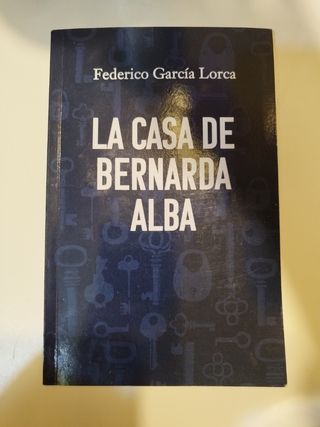 Federico García Lorca
LA CASA DE
BERNARDA
ALBA